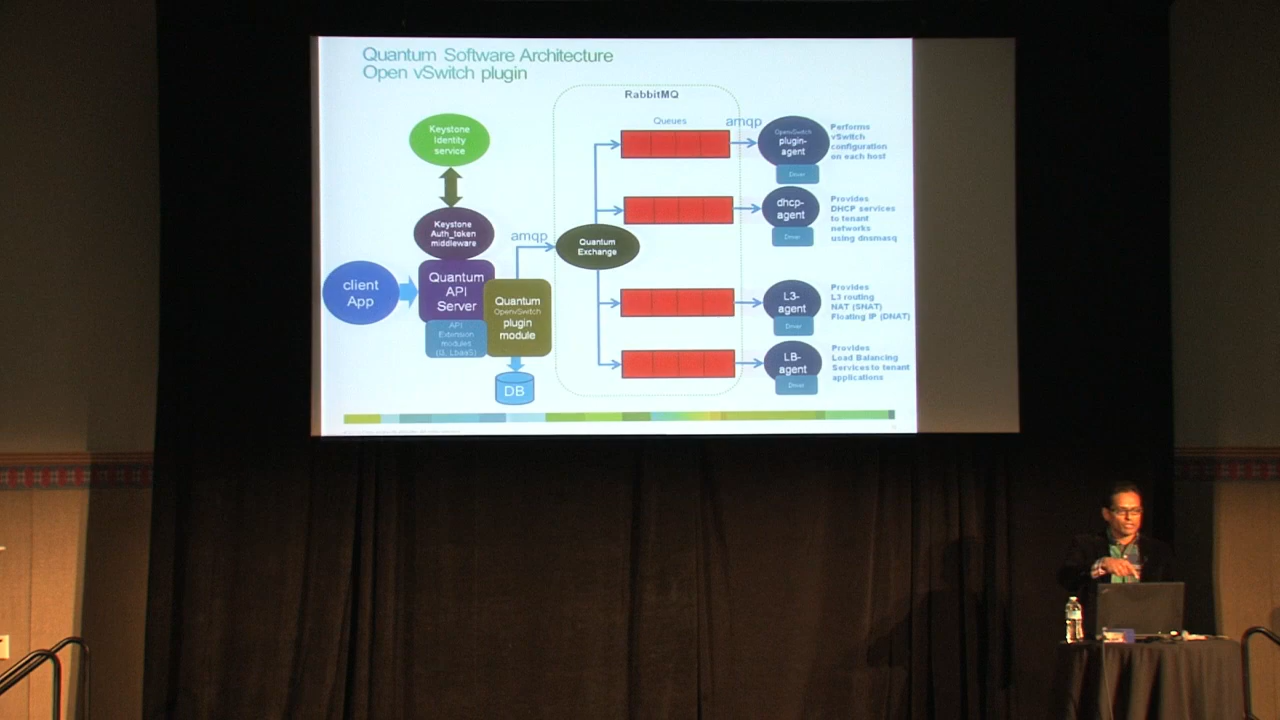 Quantum Software Architecture
Open vSwitch plugin
RabbitMQ
Queues
amqp
Keystone
Identity
service
Keystone
Auth_token
middleware
client
App
Quantum
API
Server
API
Extension
modules
amqp
Quantum
OpenvSwitch
plugin
module
DB
Quantum
Exchange
OpenvSwitch
plugin-
agent
Driver
Performs
vSwitch
configuration
on each host
dhcp-
agent
Driver
Provides
DHCP services
to tenant
networks
using dnsmasq
L3-
agent
Driver
Provides
L3 routing
NAT (SNAT)
Floating IP (DNAT)
LB-
agent
Driver
Provides
Load Balancing
Services to tenant
applications